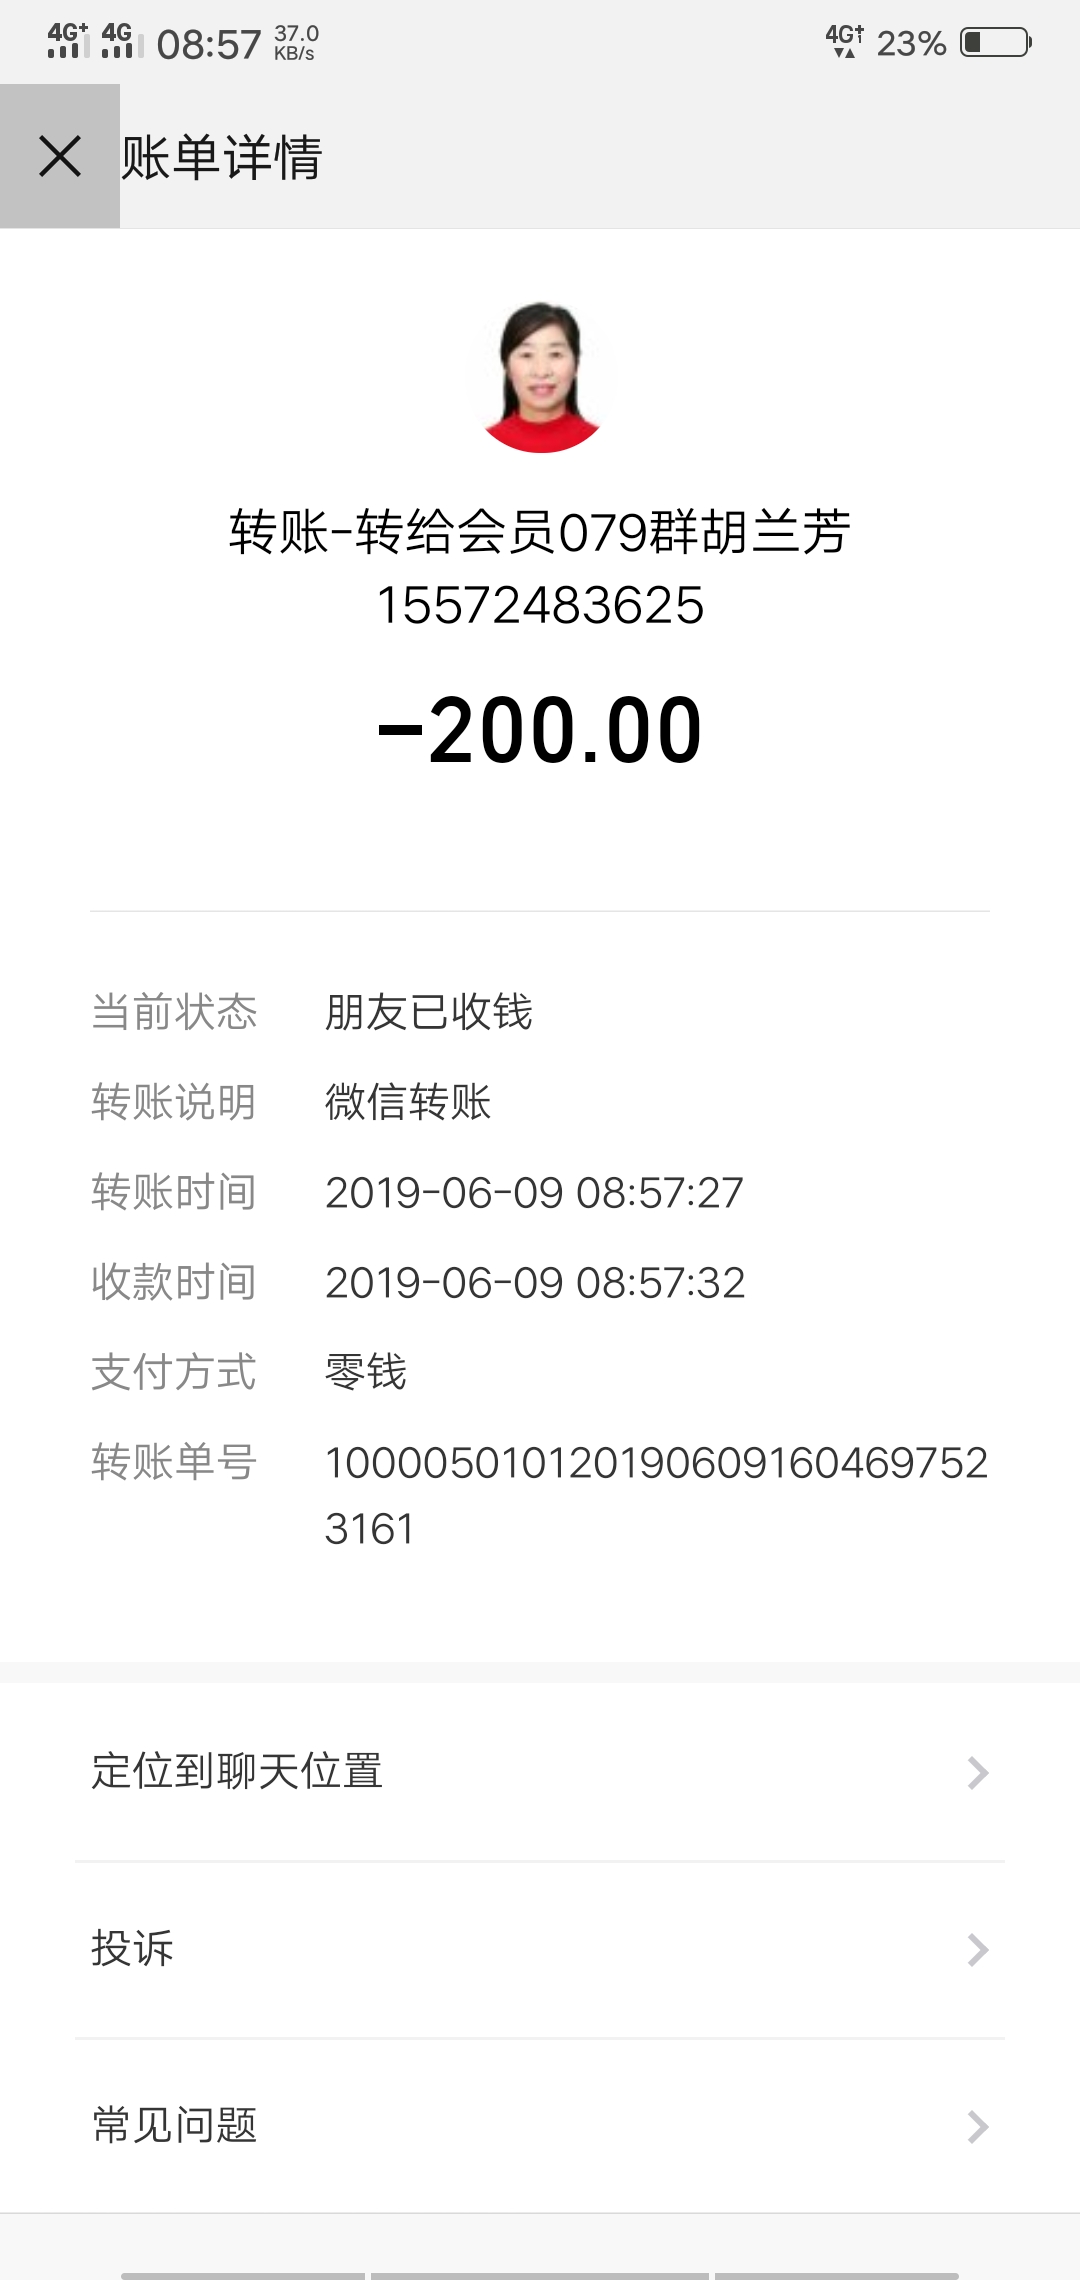 4G+ 4G 08:57 37.0 KB/s 4G 23%
账单详情
转账-转给会员079群胡兰芳
15572483625
-200.00
当前状态 朋友已收钱
转账说明 微信转账
转账时间 2019-06-09 08:57:27
收款时间 2019-06-09 08:57:32
支付方式 零钱
转账单号 100005010120190609160469752
3161
定位到聊天位置
投诉
常见问题